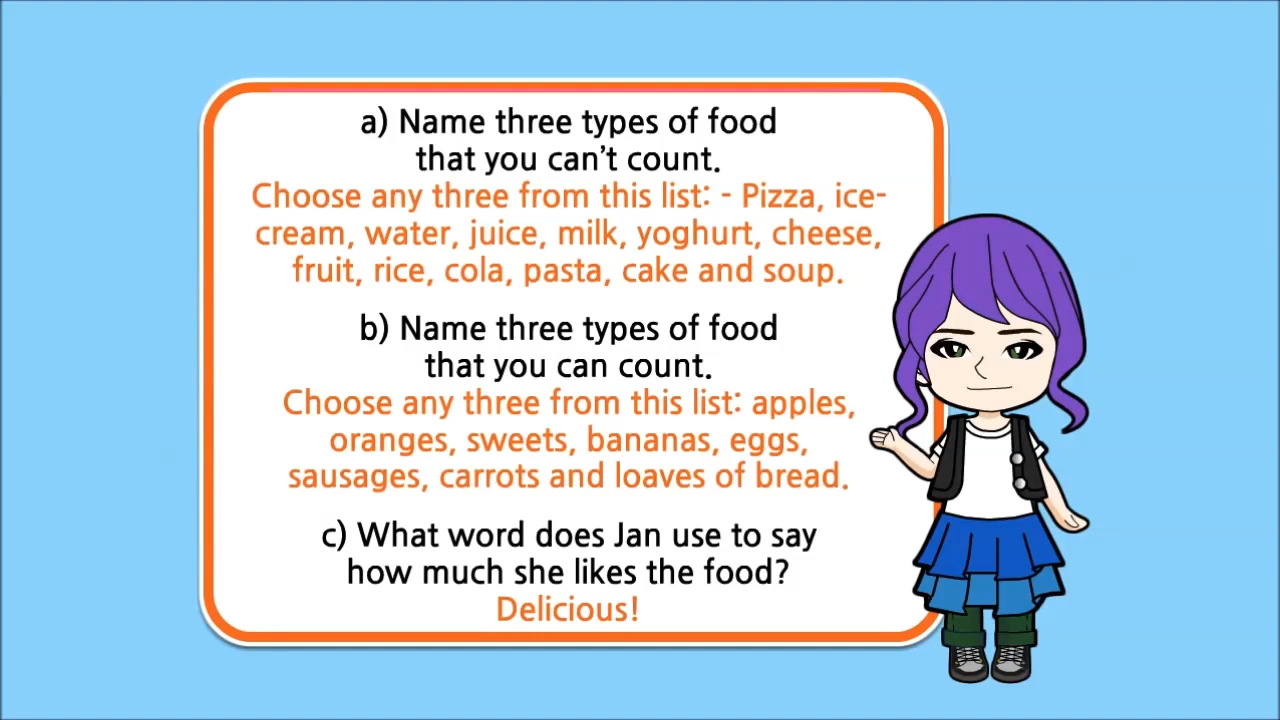 a) Name three types of food
that you can’t count.
Choose any three from this list: - Pizza, ice-
cream, water, juice, milk, yoghurt, cheese,
fruit, rice, cola, pasta, cake and soup.
b) Name three types of food
that you can count.
Choose any three from this list: apples,
oranges, sweets, bananas, eggs,
sausages, carrots and loaves of bread.
c) What word does Jan use to say
how much she likes the food?
Delicious!